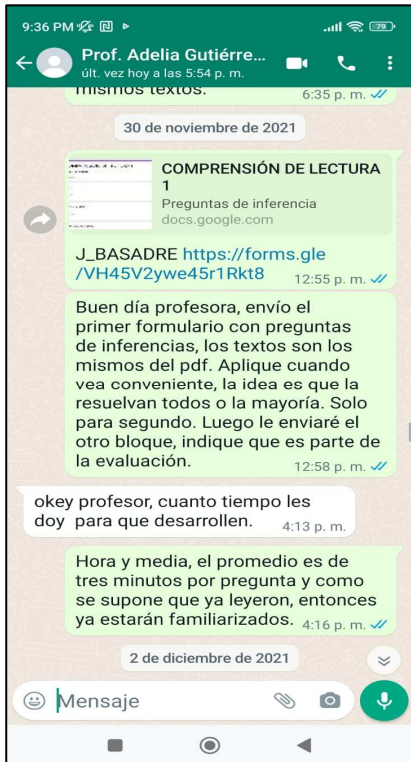 9:36 PM
79
Prof. Adelia Gutiérre...
últ. vez hoy a las 5:54 p. m.
mismos textos.
6:35 p. m.
30 de noviembre de 2021
COMPRENSIÓN DE LECTURA
1
Preguntas de inferencia
docs.google.com
J_BASADRE https://forms.gle
/VH45V2ywe45r1Rkt8
12:55 p. m.
Buen día profesora, envío el
primer formulario con preguntas
de inferencias, los textos son los
mismos del pdf. Aplique cuando
vea conveniente, la idea es que la
resuelvan todos o la mayoría. Solo
para segundo. Luego le enviaré el
otro bloque, indique que es parte de
la evaluación.
12:58 p. m.
okey profesor, cuanto tiempo les
doy para que desarrollen.
4:13 p. m.
Hora y media, el promedio es de
tres minutos por pregunta y como
se supone que ya leyeron, entonces
ya estarán familiarizados.
4:16 p. m.
2 de diciembre de 2021
Mensaje